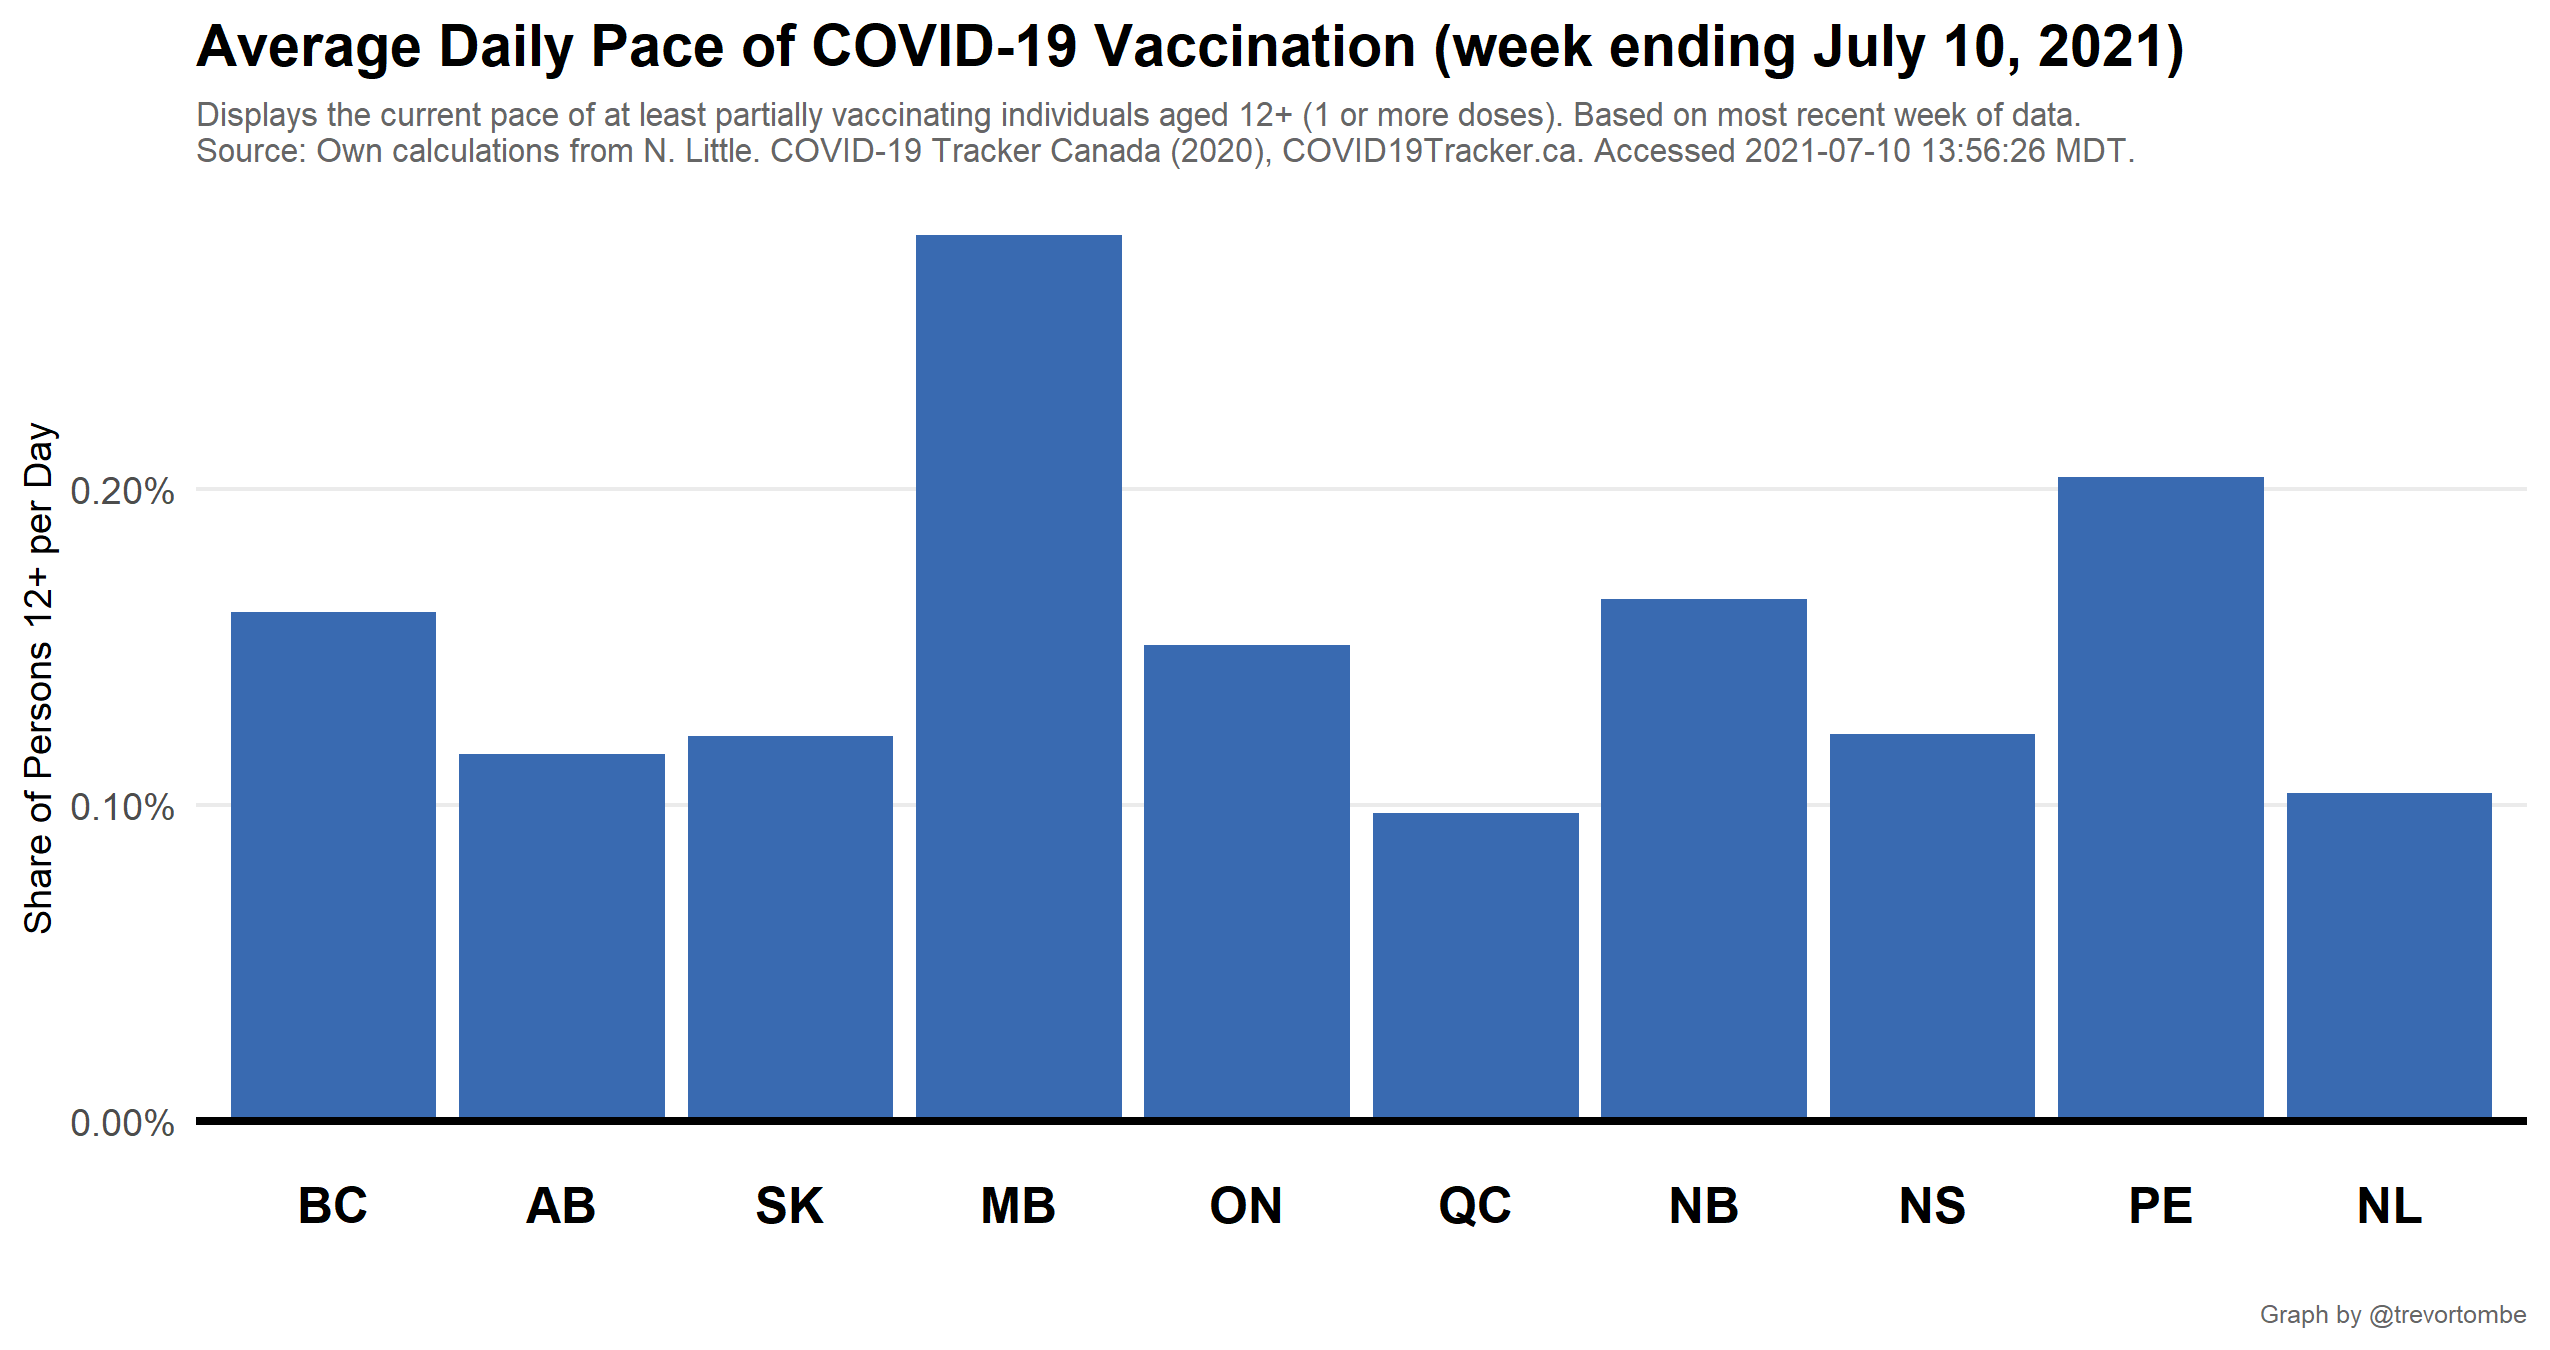 Average Daily Pace of COVID-19 Vaccination (week ending July 10, 2021)
Displays the current pace of at least partially vaccinating individuals aged 12+ (1 or more doses). Based on most recent week of data.
Source: Own calculations from N. Little. COVID-19 Tracker Canada (2020), COVID19Tracker.ca. Accessed 2021-07-10 13:56:26 MDT.
Share of Persons 12+ per Day
0.20%
0.10%
0.00%
BC AB SK MB ON QC NB NS PE NL
Graph by @trevortombe